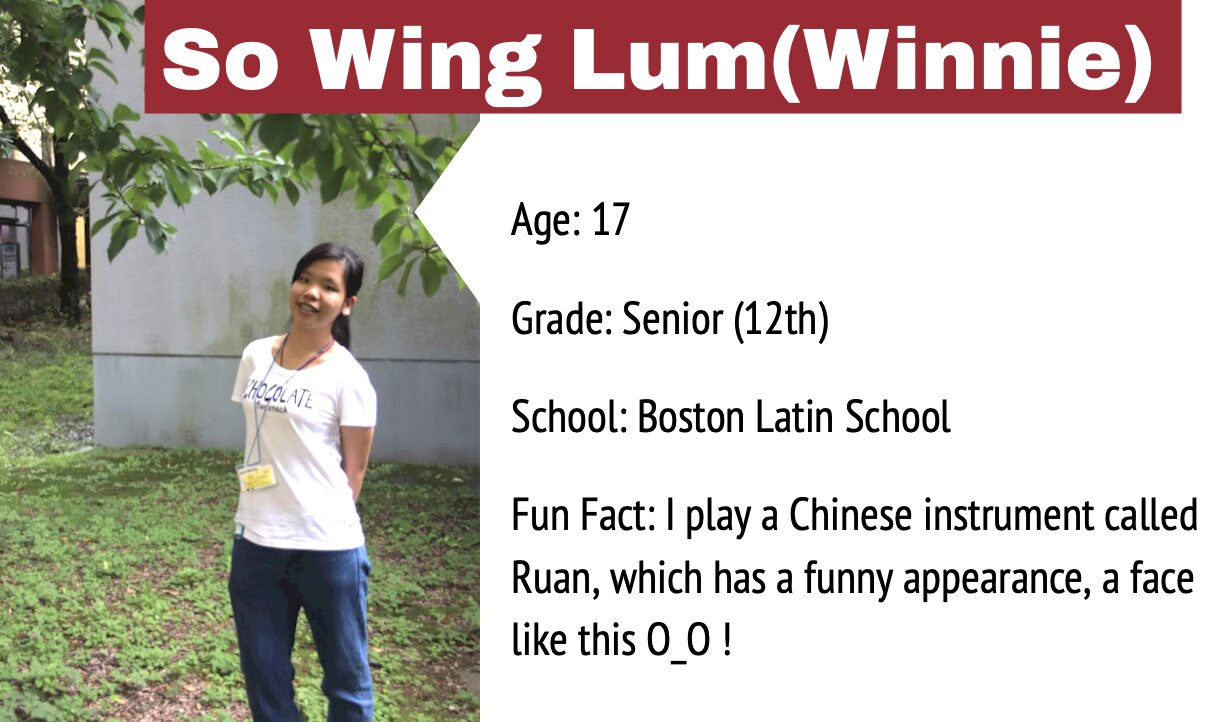 So Wing Lum(Winnie)
Age: 17
Grade: Senior (12th)
School: Boston Latin School
Fun Fact: I play a Chinese instrument called
Ruan, which has a funny appearance, a face
like this O_O !
CHOCOLATE